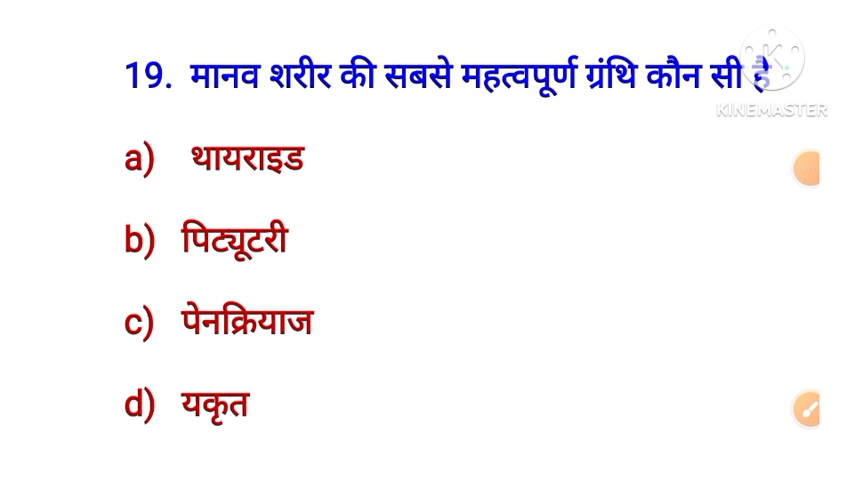 19. मानव शरीर की सबसे महत्वपूर्ण ग्रंथि कौन सी है
KINEMASTER
a) थायराइड
b) पिट्यूटरी
c) पेनक्रियाज
d) यकृत